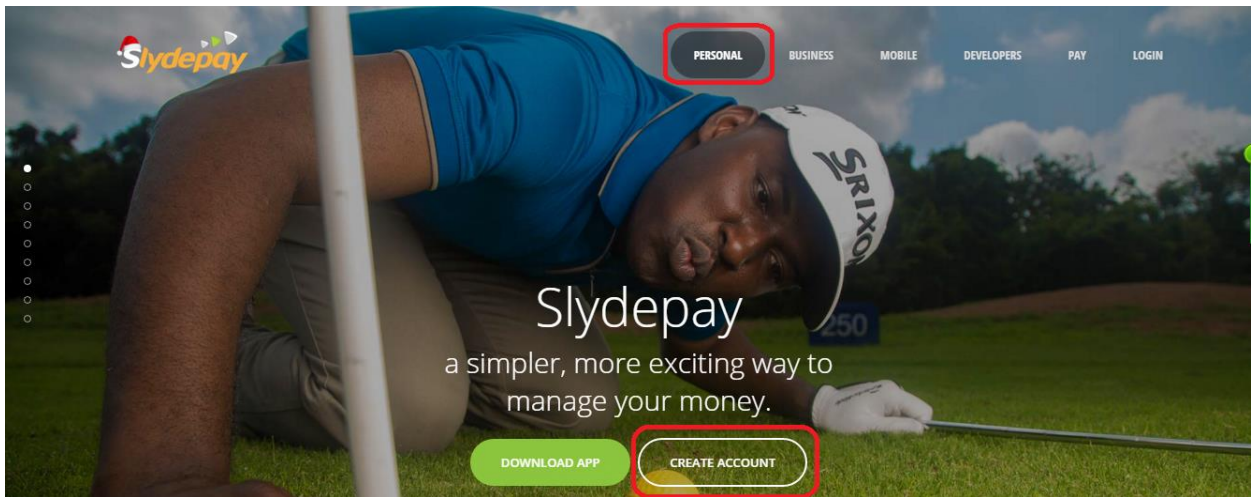 Slydepay
PERSONAL BUSINESS MOBILE DEVELOPERS PAY LOGIN
SRIXON
250
Slydepay
a simpler, more exciting way to
manage your money.
DOWNLOAD APP CREATE ACCOUNT